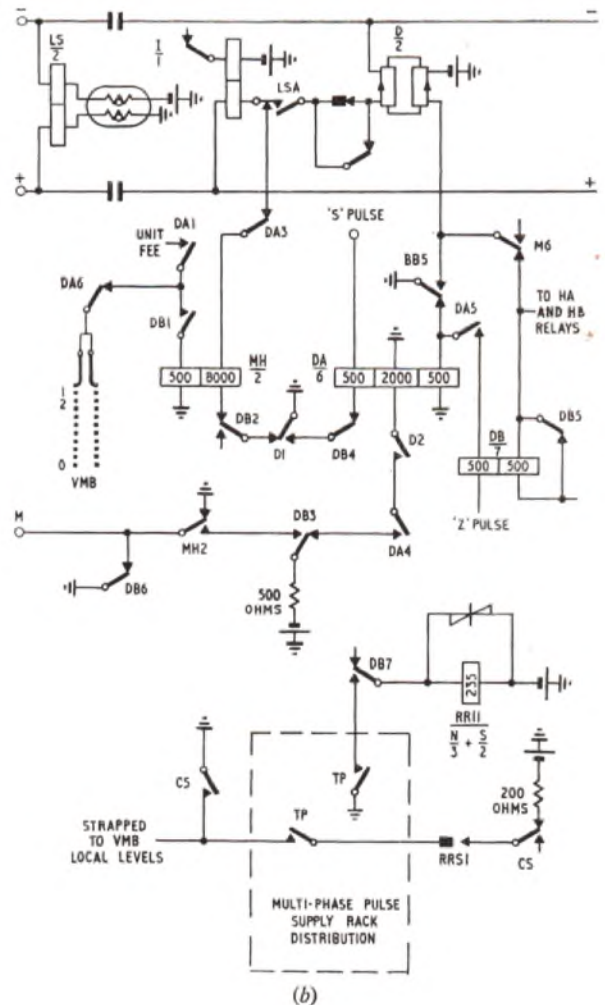 -
LS
2
I
1
LSA
D
2
-
+
+
DA1
UNIT
FEE
DA6
DB1
DA3
'S' PULSE
BB5
M6
DA5
TO HA
AND HB
RELAYS
500
8000
MH
2
DA
6
500
2000
500
1
2
0
VMB
DB2
D1
DB4
D2
DB5
DB
7
500
500
'Z' PULSE
M
MH2
DB3
DA4
DB6
500
OHMS
DB7
235
RRII
N
3
+
S
2
CS
TP
200
OHMS
STRAPPED
TO VMB
LOCAL LEVELS
TP
RRS1
CS
MULTI-PHASE PULSE
SUPPLY RACK
DISTRIBUTION
(b)